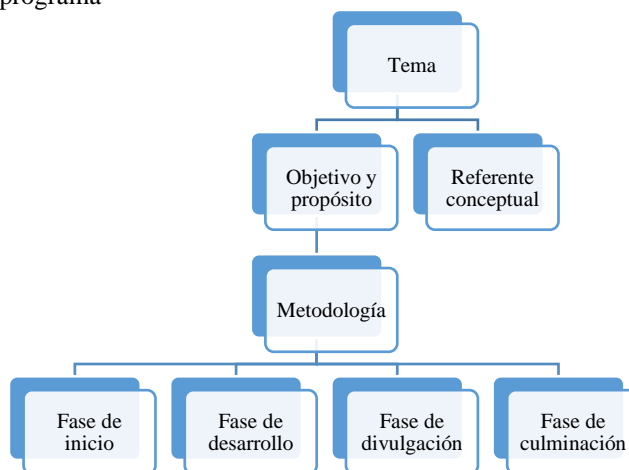 programa
Tema
Objetivo y
propósito
Referente
conceptual
Metodología
Fase de
inicio
Fase de
desarrollo
Fase de
divulgación
Fase de
culminación